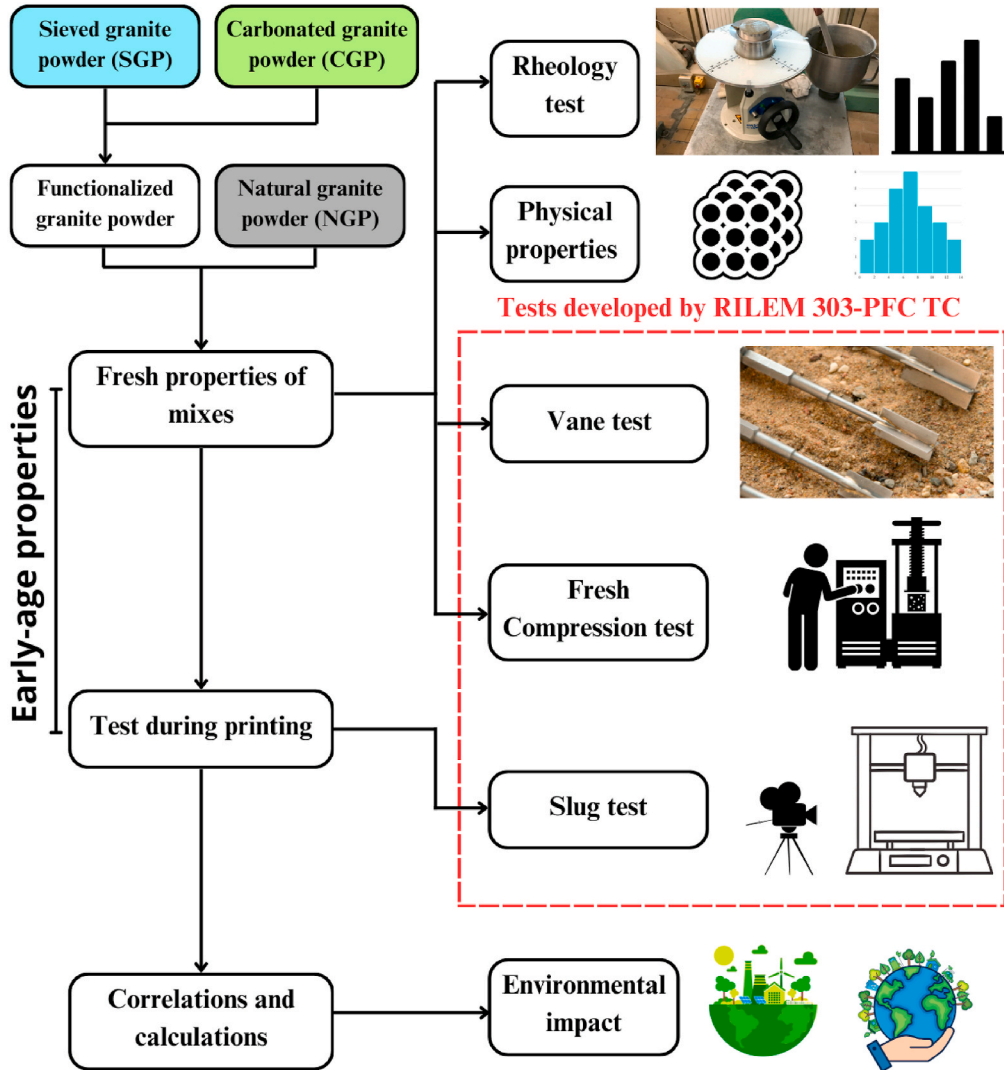 Sieved granite
powder (SGP)
Carbonated granite
powder (CGP)
Functionalized
granite powder
Natural granite
powder (NGP)
Fresh properties of
mixes
Early-age properties
Test during printing
Correlations and
calculations
Rheology
test
Physical
properties
Tests developed by RILEM 303-PFC TC
Vane test
Fresh
Compression test
Slug test
Environmental
impact